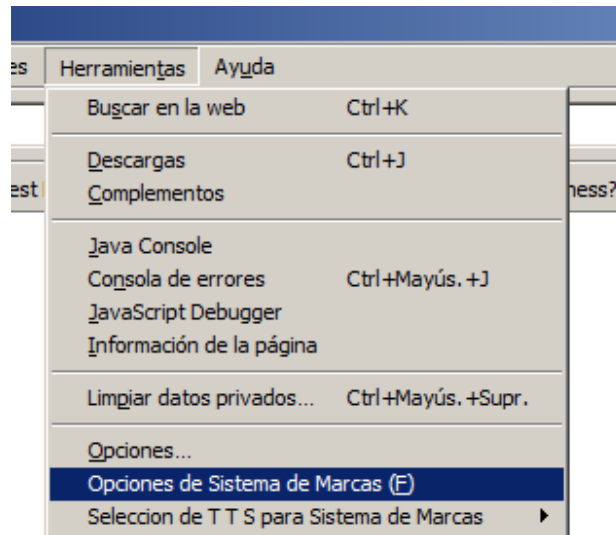 es Herramientas Ayuda
Buscar en la web Ctrl+K
Descargas Ctrl+J
est ness?
Complementos
Java Console
Consola de errores Ctrl+Mayús.+J
JavaScript Debugger
Información de la página
Limpiar datos privados... Ctrl+Mayús.+Supr.
Opciones...
Opciones de Sistema de Marcas (F)
Seleccion de T T S para Sistema de Marcas